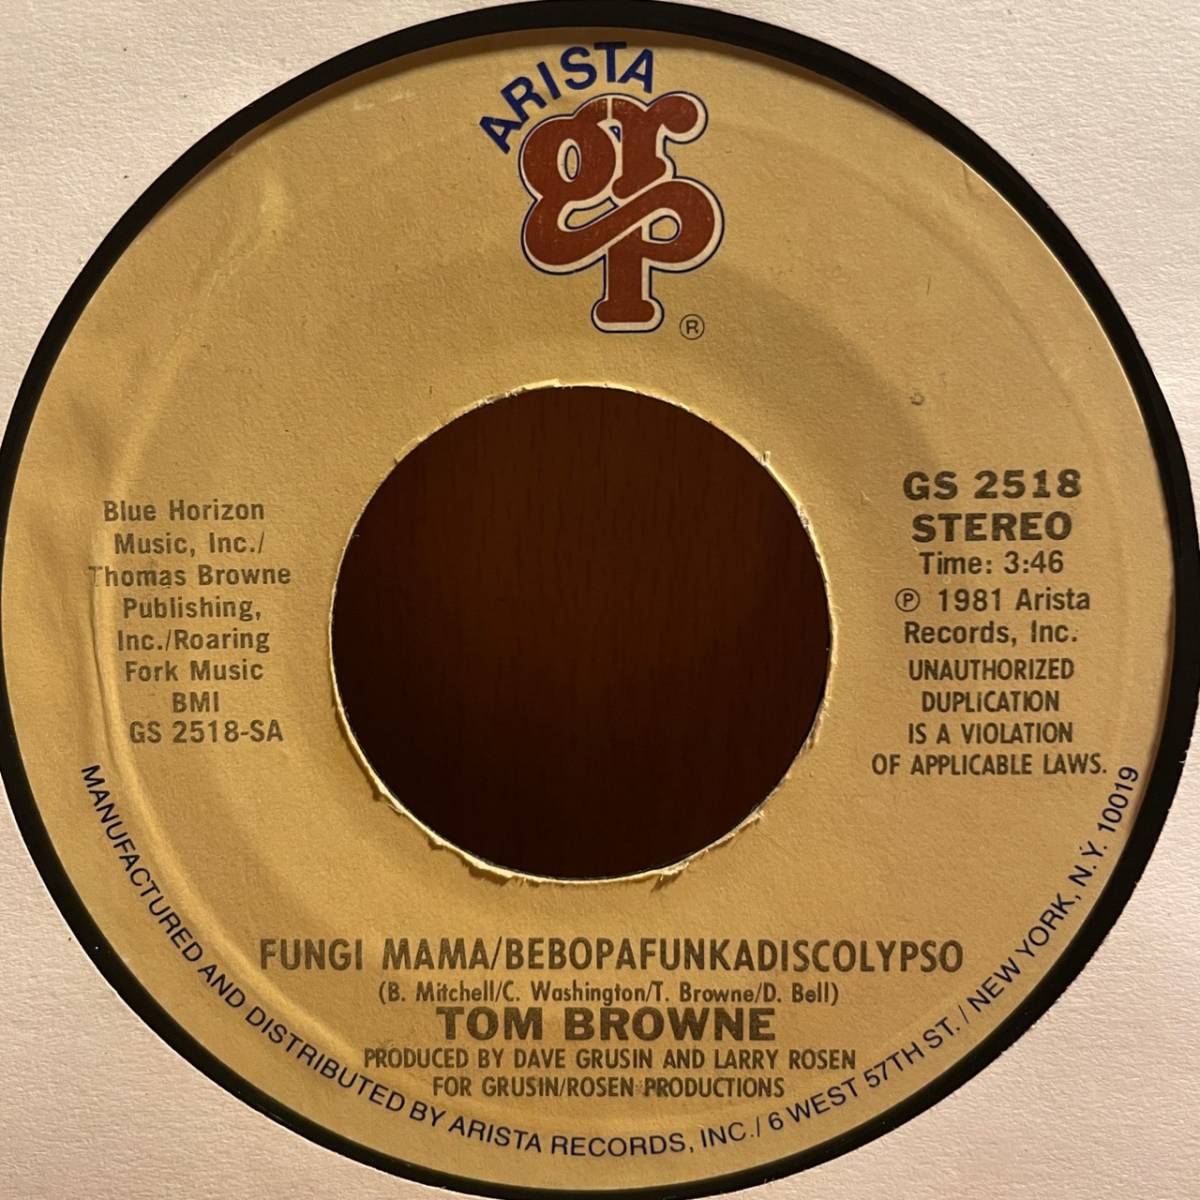 ARISTA
grp
®
Blue Horizon
Music, Inc./
Thomas Browne
Publishing,
Inc./Roaring
Fork Music
BMI
GS 2518-SA
GS 2518
STEREO
Time: 3:46
℗ 1981 Arista
Records, Inc.
UNAUTHORIZED
DUPLICATION
IS A VIOLATION
OF APPLICABLE LAWS.
FUNGI MAMA/BEBOPAFUNKADISCOLYPSO
(B. Mitchell/C. Washington/T. Browne/D. Bell)
TOM BROWNE
PRODUCED BY DAVE GRUSIN AND LARRY ROSEN
FOR GRUSIN/ROSEN PRODUCTIONS
MANUFACTURED AND DISTRIBUTED BY ARISTA RECORDS, INC./ 6 WEST 57TH ST. / NEW YORK, N.Y. 10019